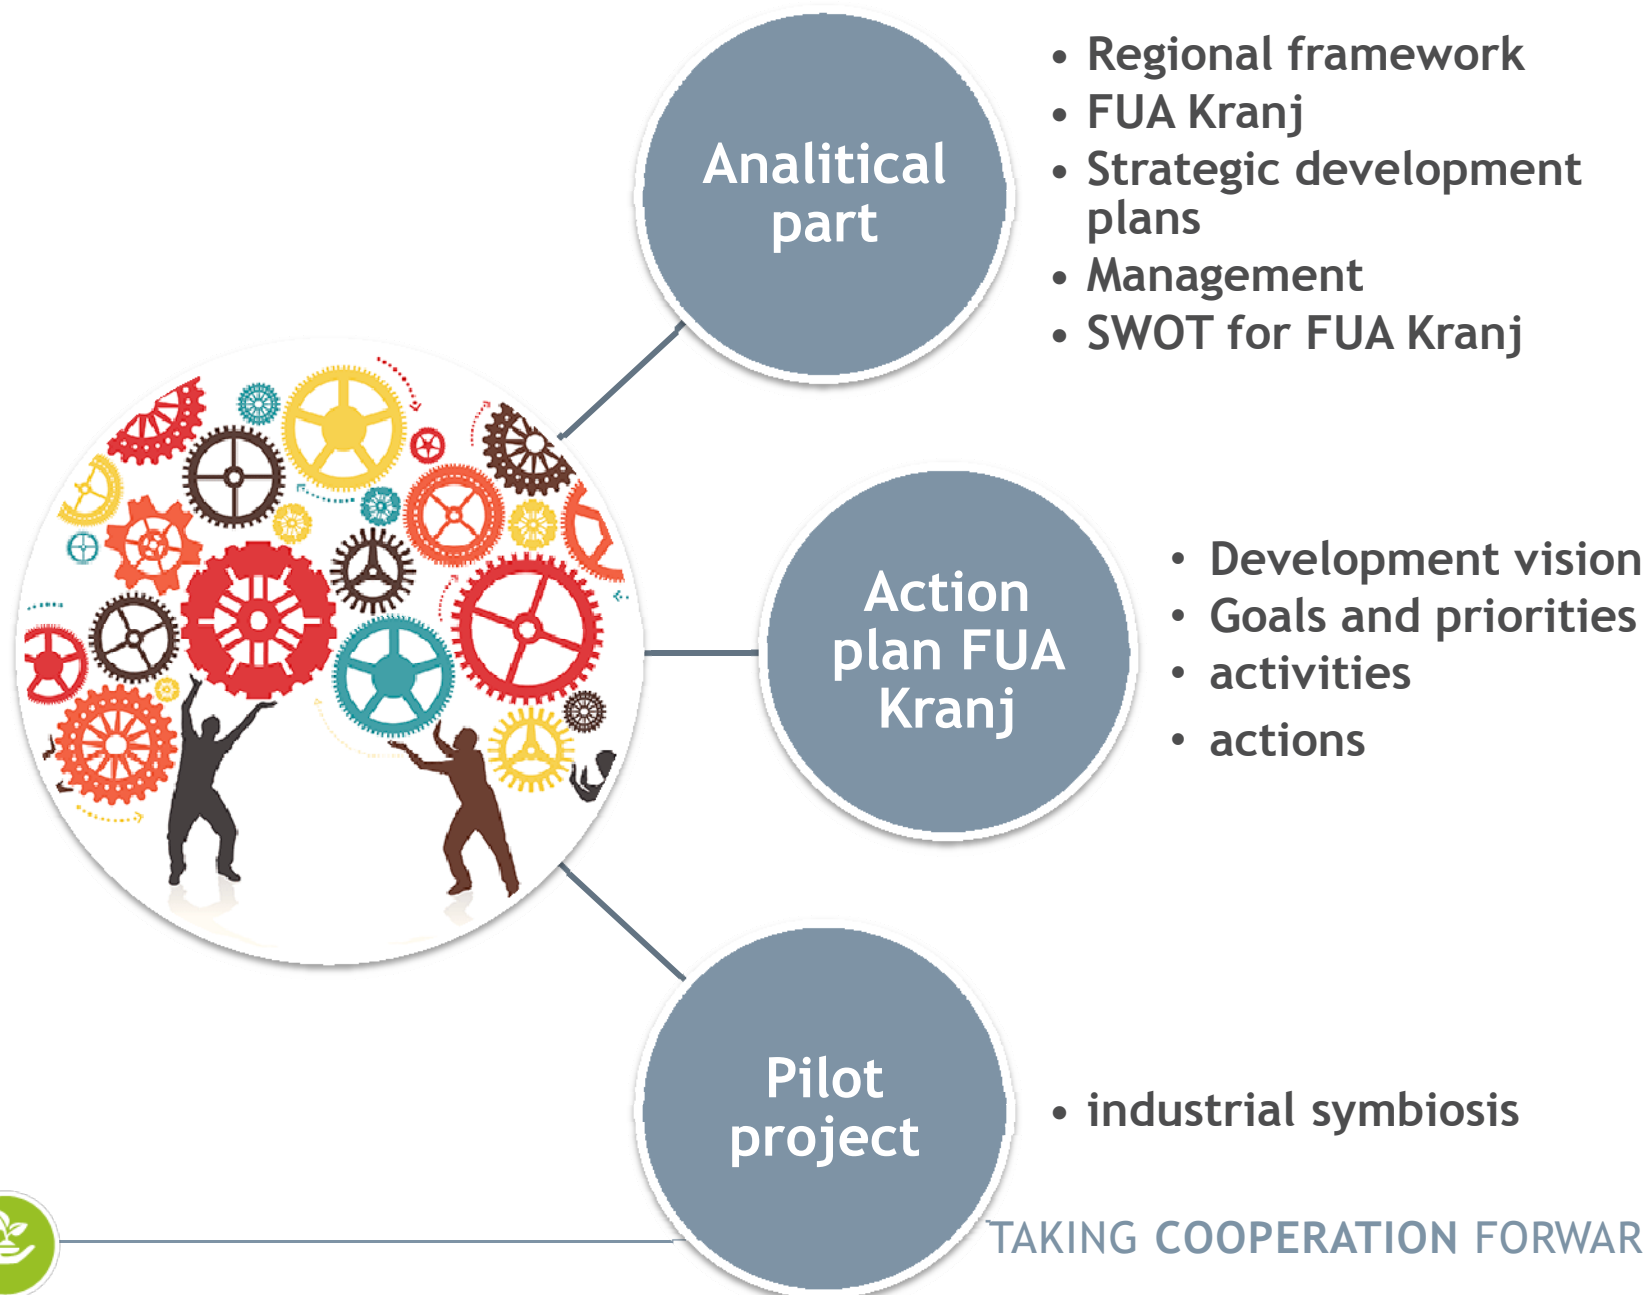 Analitical
part
• Regional framework
• FUA Kranj
• Strategic development
plans
• Management
• SWOT for FUA Kranj
Action
plan FUA
Kranj
• Development vision
• Goals and priorities
• activities
• actions
Pilot
project
• industrial symbiosis
TAKING COOPERATION FORWAR